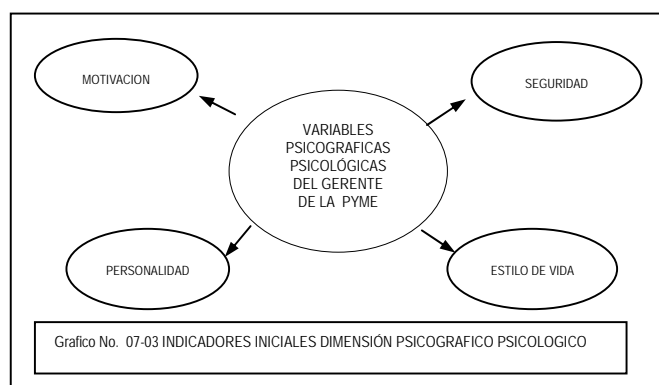 MOTIVACION
SEGURIDAD
VARIABLES
PSICOGRAFICAS
PSICOLÓGICAS
DEL GERENTE
DE LA PYME
PERSONALIDAD
ESTILO DE VIDA
Grafico No. 07-03 INDICADORES INICIALES DIMENSIÓN PSICOGRAFICO PSICOLOGICO